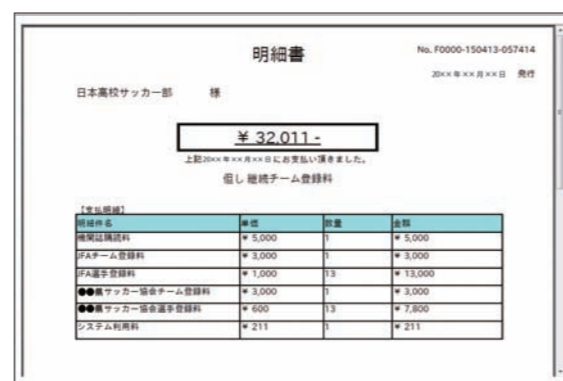 明細書
No. F0000-150413-057414
20××年××月××日 発行
日本高校サッカー部 様
¥ 32,011 -
上記20××年××月××日にお支払い頂きました。
但し 継続チーム登録料
【支払明細】
明細件名 単価 数量 金額
機関誌購読料 ¥ 5,000 1 ¥ 5,000
JFAチーム登録料 ¥ 3,000 1 ¥ 3,000
JFA選手登録料 ¥ 1,000 13 ¥ 13,000
●●県サッカー協会チーム登録料 ¥ 3,000 1 ¥ 3,000
●●県サッカー協会選手登録料 ¥ 600 13 ¥ 7,800
システム利用料 ¥ 211 1 ¥ 211